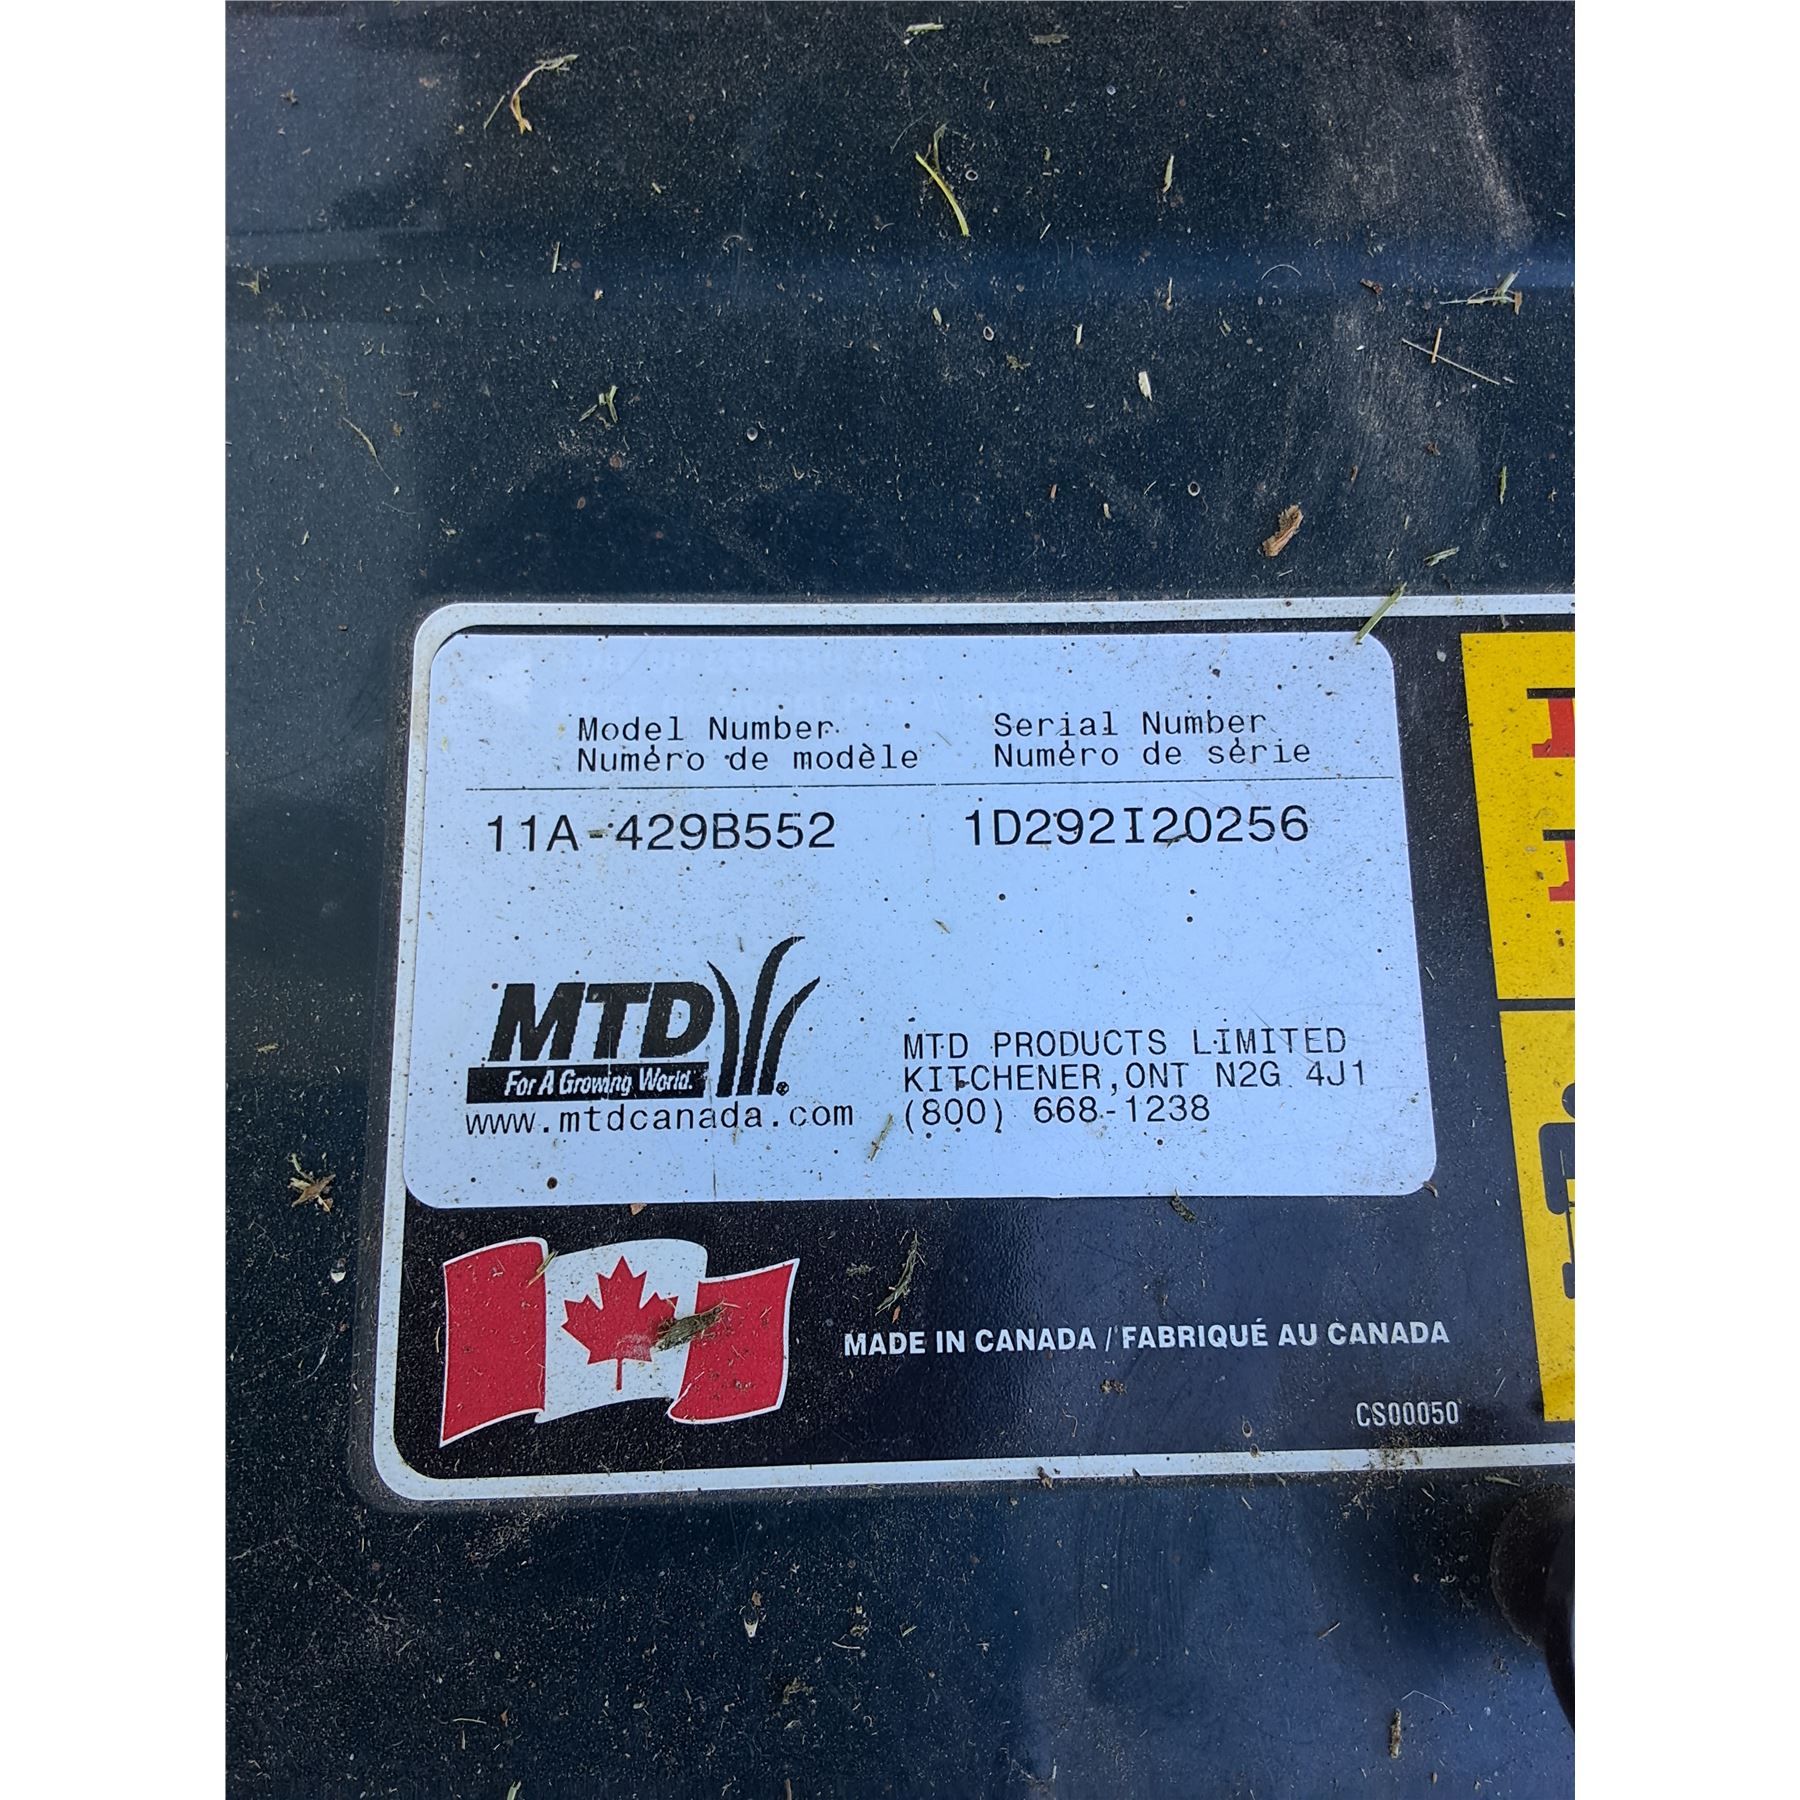 Model Number Serial Number
Numéro de modèle Numéro de série
11A-429B552 1D292I20256
MTD
For A Growing World.
www.mtdcanada.com
MTD PRODUCTS LIMITED
KITCHENER,ONT N2G 4J1
(800) 668-1238
MADE IN CANADA / FABRIQUÉ AU CANADA
CS00050